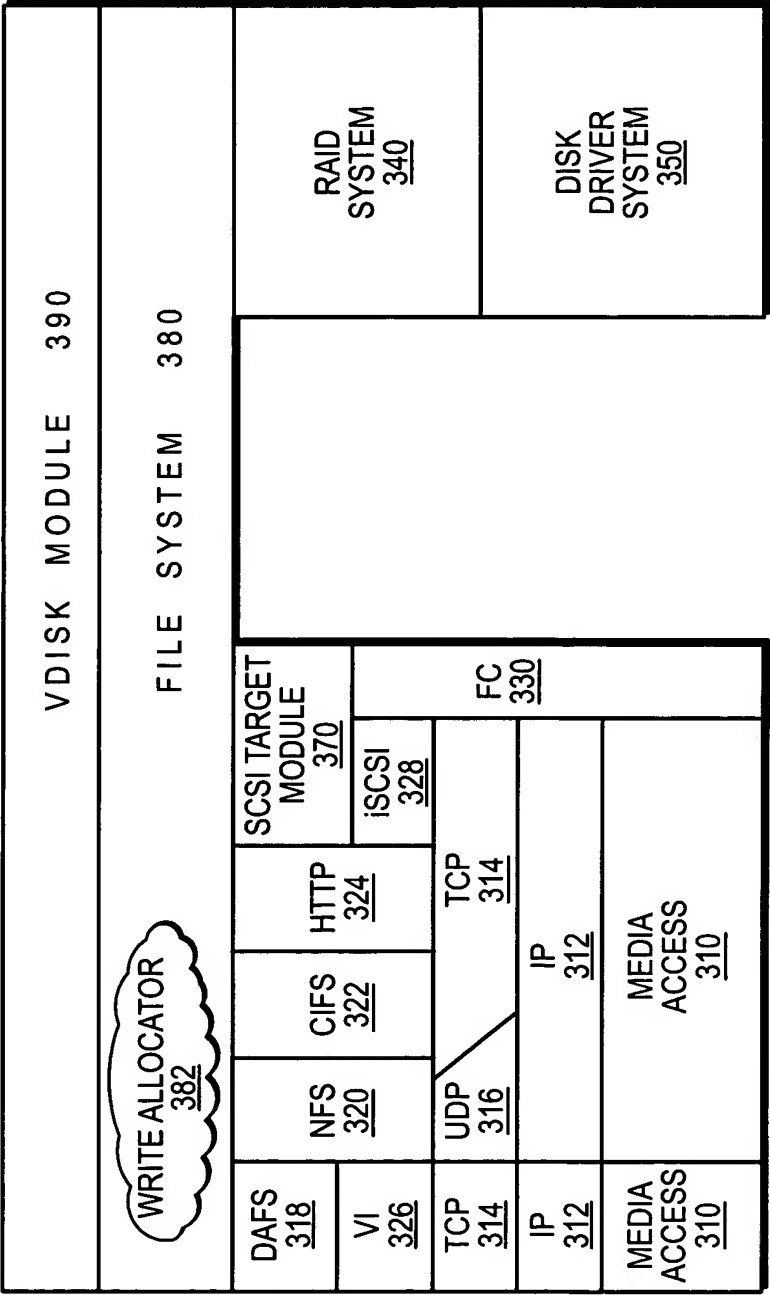 VDISK MODULE 390
FILE SYSTEM 380
WRITE ALLOCATOR
382
DAFS
318
VI
326
TCP
314
IP
312
MEDIA
ACCESS
310
NFS
320
CIFS
322
HTTP
324
SCSI TARGET
MODULE
370
iSCSI
328
FC
330
UDP
316
TCP
314
IP
312
MEDIA
ACCESS
310
RAID
SYSTEM
340
DISK
DRIVER
SYSTEM
350